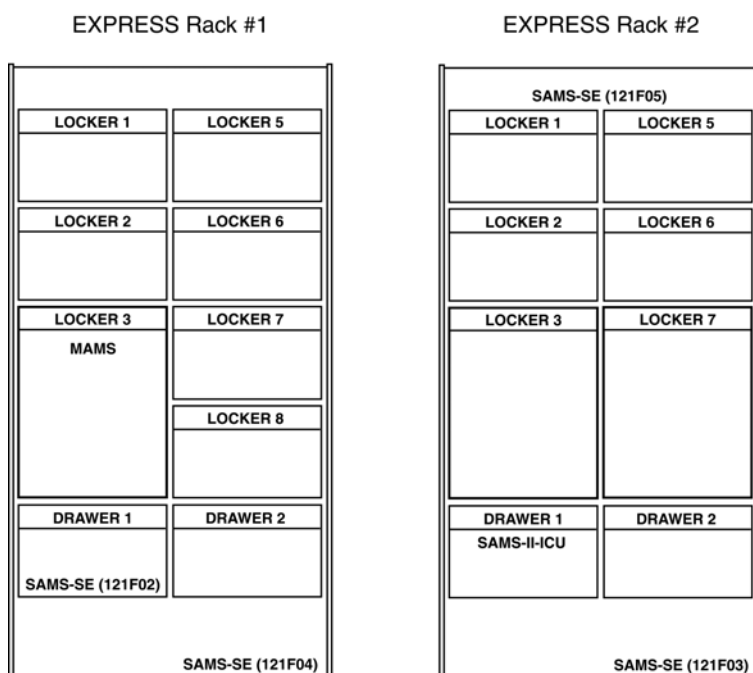 EXPRESS Rack #1
LOCKER 1
LOCKER 5
LOCKER 2
LOCKER 6
LOCKER 3
MAMS
LOCKER 7
LOCKER 8
DRAWER 1
DRAWER 2
SAMS-SE (121F02)
SAMS-SE (121F04)
EXPRESS Rack #2
SAMS-SE (121F05)
LOCKER 1
LOCKER 5
LOCKER 2
LOCKER 6
LOCKER 3
LOCKER 7
DRAWER 1
SAMS-II-ICU
DRAWER 2
SAMS-SE (121F03)